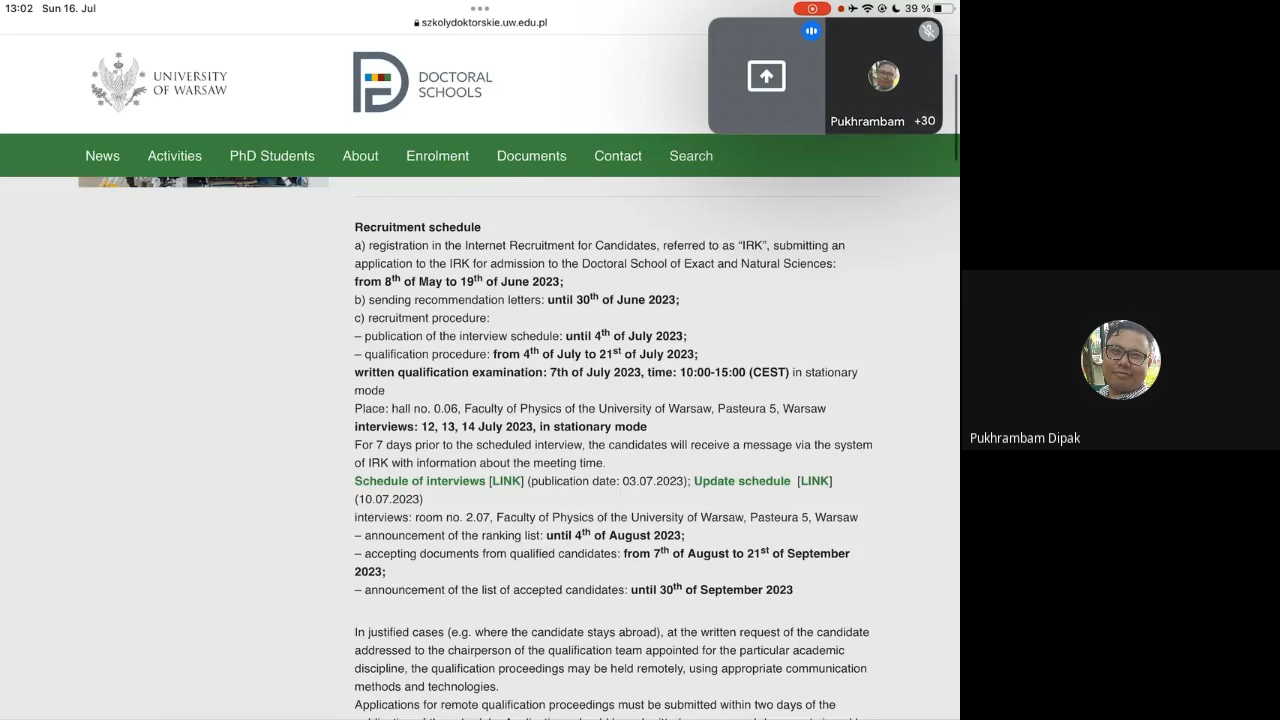 13:02 Sun 16. Jul
39 %
szkolydoktorskie.uw.edu.pl
UNIVERSITY
OF WARSAW
DOCTORAL
SCHOOLS
Pukhrambam +30
News Activities PhD Students About Enrolment Documents Contact Search
Recruitment schedule
a) registration in the Internet Recruitment for Candidates, referred to as “IRK”, submitting an
application to the IRK for admission to the Doctoral School of Exact and Natural Sciences:
from 8th of May to 19th of June 2023;
b) sending recommendation letters: until 30th of June 2023;
c) recruitment procedure:
– publication of the interview schedule: until 4th of July 2023;
– qualification procedure: from 4th of July to 21st of July 2023;
written qualification examination: 7th of July 2023, time: 10:00-15:00 (CEST) in stationary
mode
Place: hall no. 0.06, Faculty of Physics of the University of Warsaw, Pasteura 5, Warsaw
interviews: 12, 13, 14 July 2023, in stationary mode
For 7 days prior to the scheduled interview, the candidates will receive a message via the system
of IRK with information about the meeting time.
Schedule of interviews [LINK] (publication date: 03.07.2023); Update schedule [LINK]
(10.07.2023)
interviews: room no. 2.07, Faculty of Physics of the University of Warsaw, Pasteura 5, Warsaw
– announcement of the ranking list: until 4th of August 2023;
– accepting documents from qualified candidates: from 7th of August to 21st of September
2023;
– announcement of the list of accepted candidates: until 30th of September 2023
In justified cases (e.g. where the candidate stays abroad), at the written request of the candidate
addressed to the chairperson of the qualification team appointed for the particular academic
discipline, the qualification proceedings may be held remotely, using appropriate communication
methods and technologies.
Applications for remote qualification proceedings must be submitted within two days of the
Pukhrambam Dipak